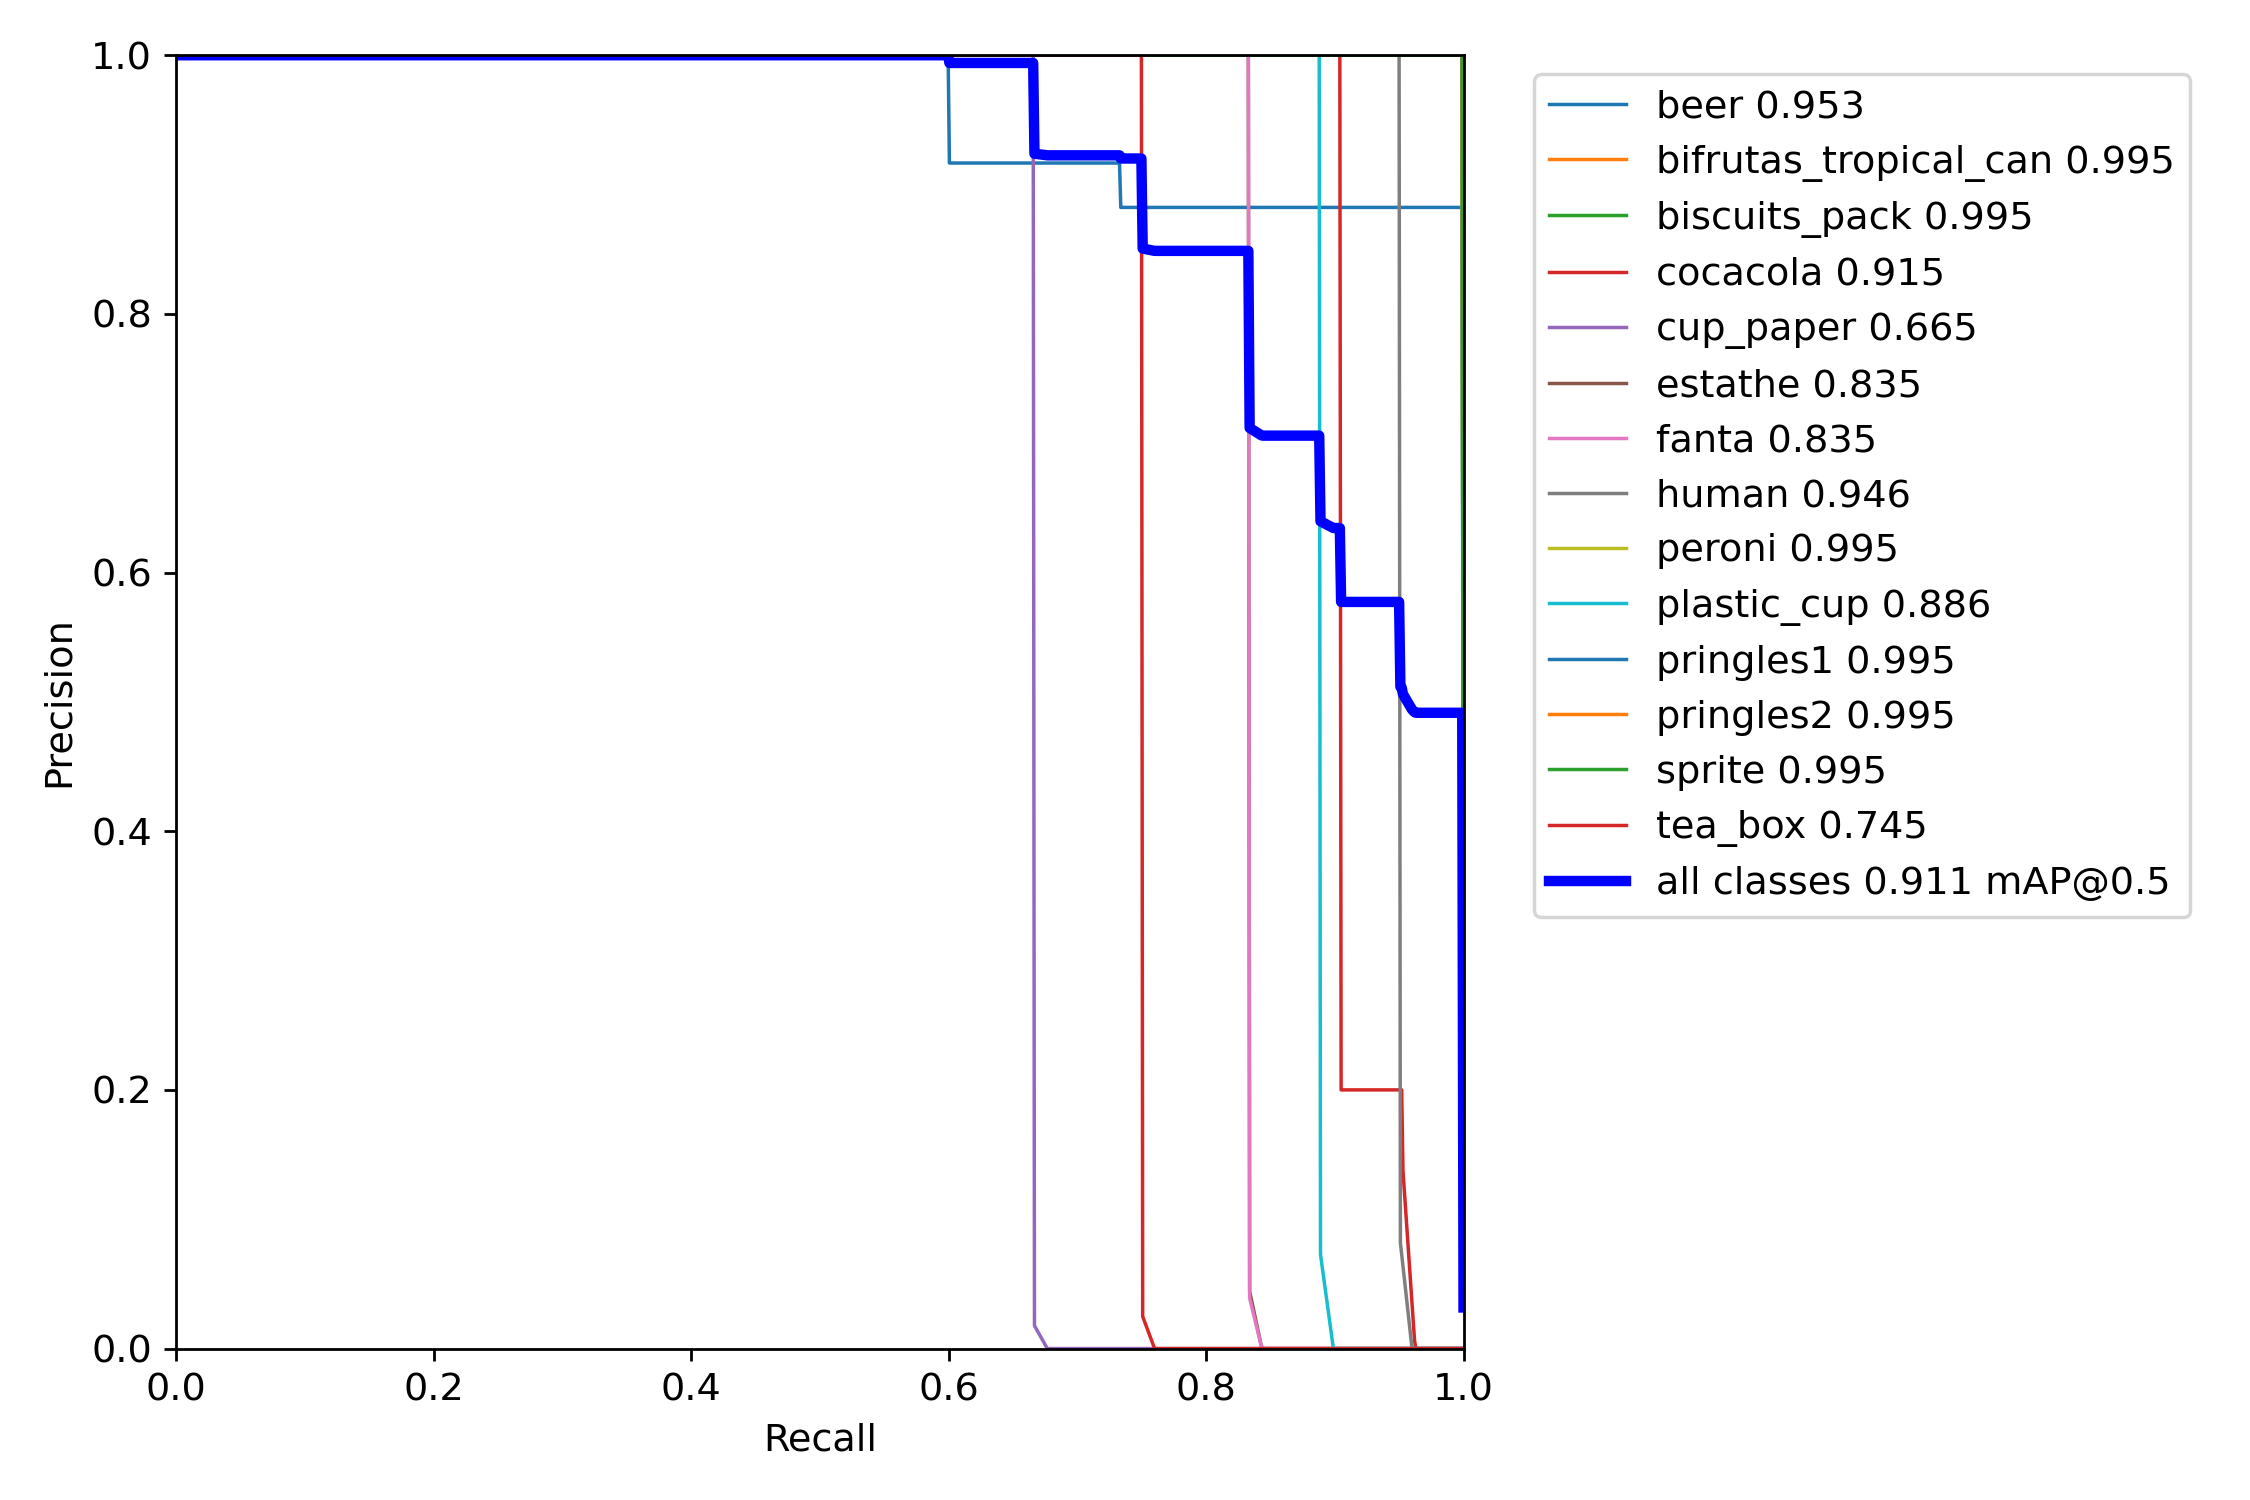 1.0
0.8
0.6
0.4
0.2
0.0
0.0 0.2 0.4 0.6 0.8 1.0
Precision
Recall
beer 0.953
bifrutas_tropical_can 0.995
biscuits_pack 0.995
cocacola 0.915
cup_paper 0.665
estathe 0.835
fanta 0.835
human 0.946
peroni 0.995
plastic_cup 0.886
pringles1 0.995
pringles2 0.995
sprite 0.995
tea_box 0.745
all classes 0.911 mAP@0.5